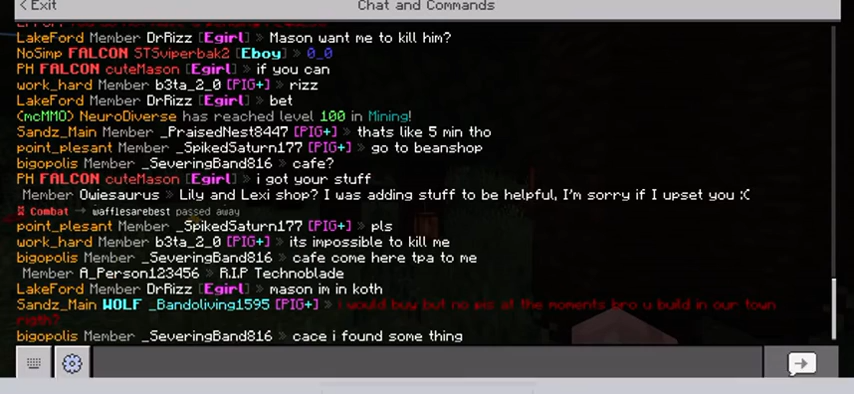 < Exit
Chat and Commands
LakeFord Member DrRizz [Egirl] » Mason want me to kill him?
NoSimp FALCON STSviperbak2 [Eboy] » 0_0
PH FALCON cuteMason [Egirl] » if you can
work_hard Member b3ta_2_0 [PIG+] » rizz
LakeFord Member DrRizz [Egirl] » bet
(mcMMO) NeuroDiverse has reached level 100 in Mining!
Sandz_Main Member _PraisedNest8447 [PIG+] » thats like 5 min tho
point_plesant Member _SpikedSaturn177 [PIG+] » go to beanshop
bigopolis Member _SeveringBand816 » cafe?
PH FALCON cuteMason [Egirl] » i got your stuff
Member Owiesaurus » Lily and Lexi shop? I was adding stuff to be helpful, I'm sorry if I upset you :C
Combat → wafflesarebest passed away
point_plesant Member _SpikedSaturn177 [PIG+] » pls
work_hard Member b3ta_2_0 [PIG+] » its impossible to kill me
bigopolis Member _SeveringBand816 » cafe come here tpa to me
Member A_Person123456 » R.I.P Technoblade
LakeFord Member DrRizz [Egirl] » mason im in koth
Sandz_Main WOLF _Bandoliving1595 [PIG+] » i would buy but no pis at the moments bro u build in our town
rigth?
bigopolis Member _SeveringBand816 » cace i found some thing